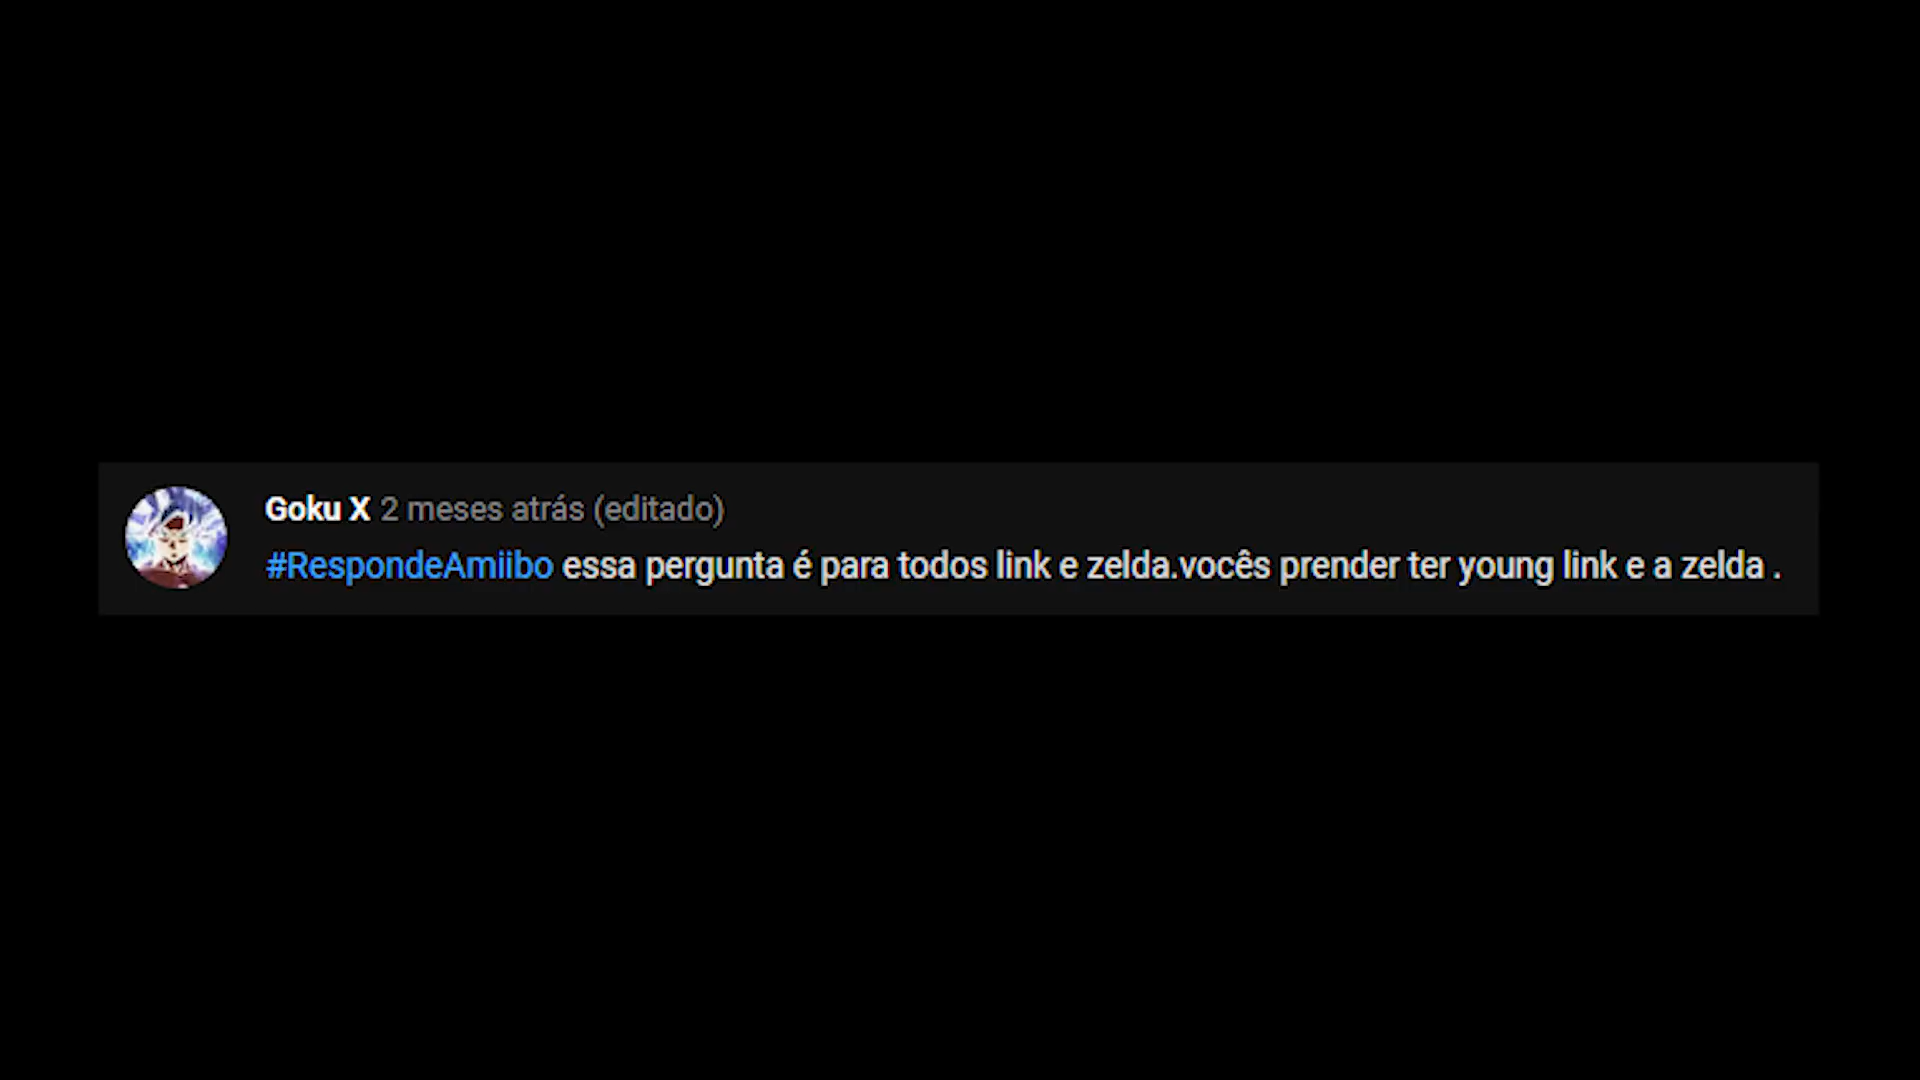 Goku X 2 meses atrás (editado)
#RespondeAmiibo essa pergunta é para todos link e zelda.vocês prender ter young link e a zelda .